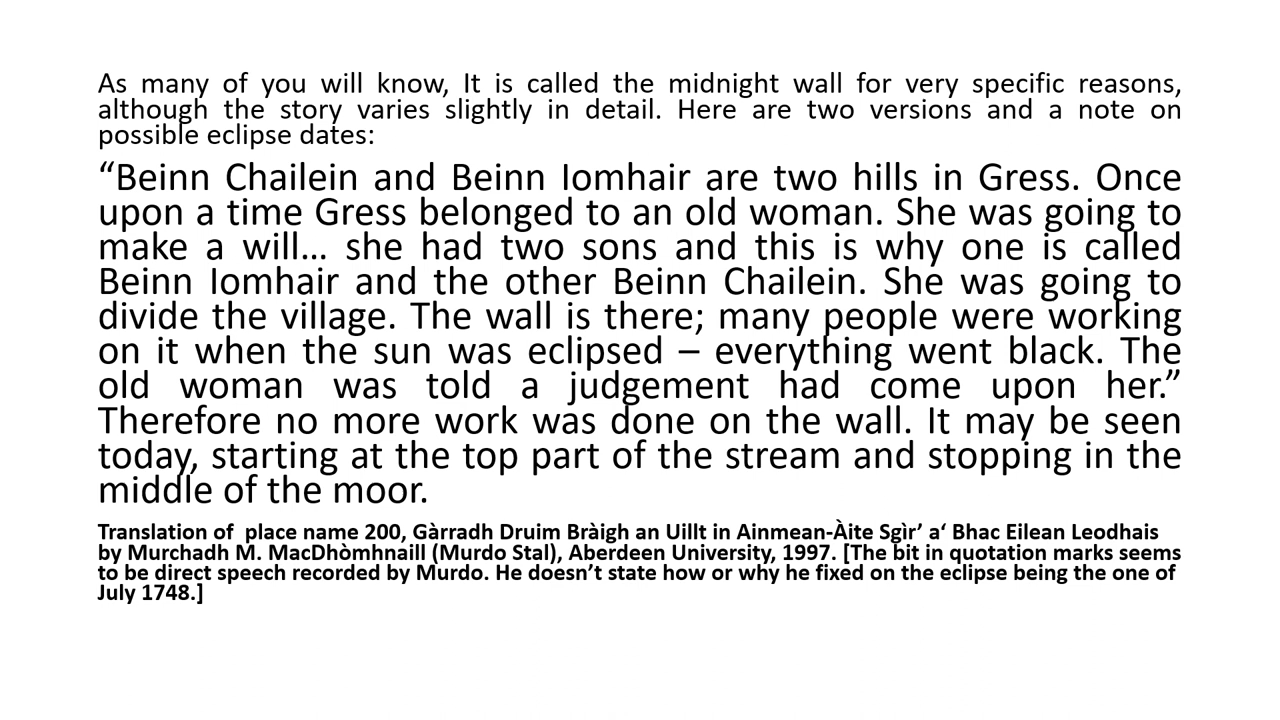 As many of you will know, It is called the midnight wall for very specific reasons,
although the story varies slightly in detail. Here are two versions and a note on
possible eclipse dates:
“Beinn Chailein and Beinn Iomhair are two hills in Gress. Once
upon a time Gress belonged to an old woman. She was going to
make a will… she had two sons and this is why one is called
Beinn Iomhair and the other Beinn Chailein. She was going to
divide the village. The wall is there; many people were working
on it when the sun was eclipsed – everything went black. The
old woman was told a judgement had come upon her.”
Therefore no more work was done on the wall. It may be seen
today, starting at the top part of the stream and stopping in the
middle of the moor.
Translation of place name 200, Gàrradh Druim Bràigh an Uillt in Ainmean-Àite Sgìr’ a‘ Bhac Eilean Leodhais
by Murchadh M. MacDhòmhnaill (Murdo Stal), Aberdeen University, 1997. [The bit in quotation marks seems
to be direct speech recorded by Murdo. He doesn’t state how or why he fixed on the eclipse being the one of
July 1748.]